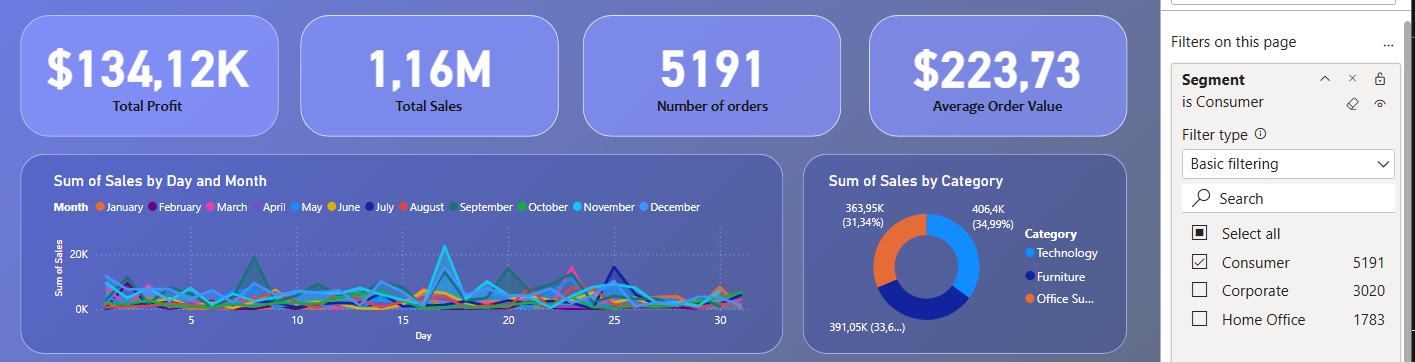 $134,12K
Total Profit
1,16M
Total Sales
5191
Number of orders
$223,73
Average Order Value
Sum of Sales by Day and Month
Month January February March April May June July August September October November December
Sum of Sales
20K
0K
5 10 15 20 25 30
Day
Sum of Sales by Category
363,95K
(31,34%)
406,4K
(34,99%)
391,05K (33,6...)
Category
Technology
Furniture
Office Su...
Filters on this page
...
Segment
is Consumer
Filter type
Basic filtering
Search
Select all
Consumer 5191
Corporate 3020
Home Office 1783